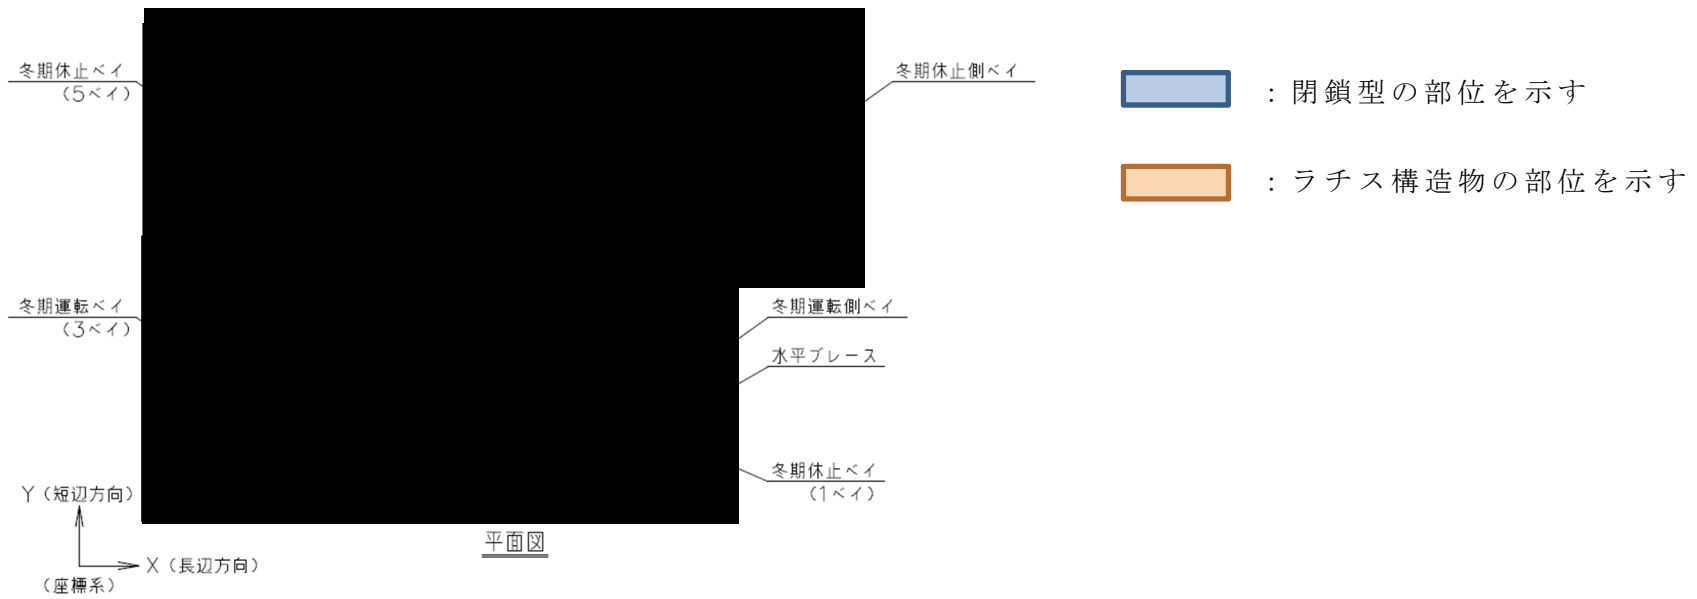 冬期休止ベイ
(5ベイ)
冬期休止側ベイ
：閉鎖型の部位を示す
：ラチス構造物の部位を示す
冬期運転ベイ
(3ベイ)
冬期運転側ベイ
水平ブレース
冬期休止ベイ
(1ベイ)
Y(短辺方向)
平面図
X(長辺方向)
(座標系)